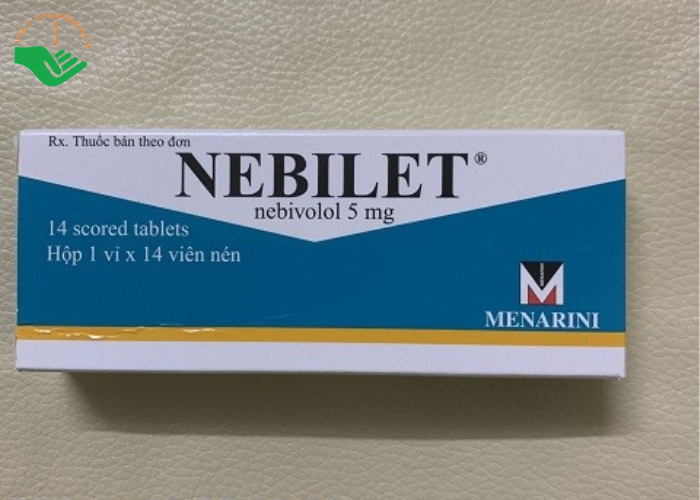 Rx. Thuốc bán theo đơn
NEBILET®
nebivolol 5 mg
14 scored tablets
Hộp 1 vỉ x 14 viên nén
MENARINI